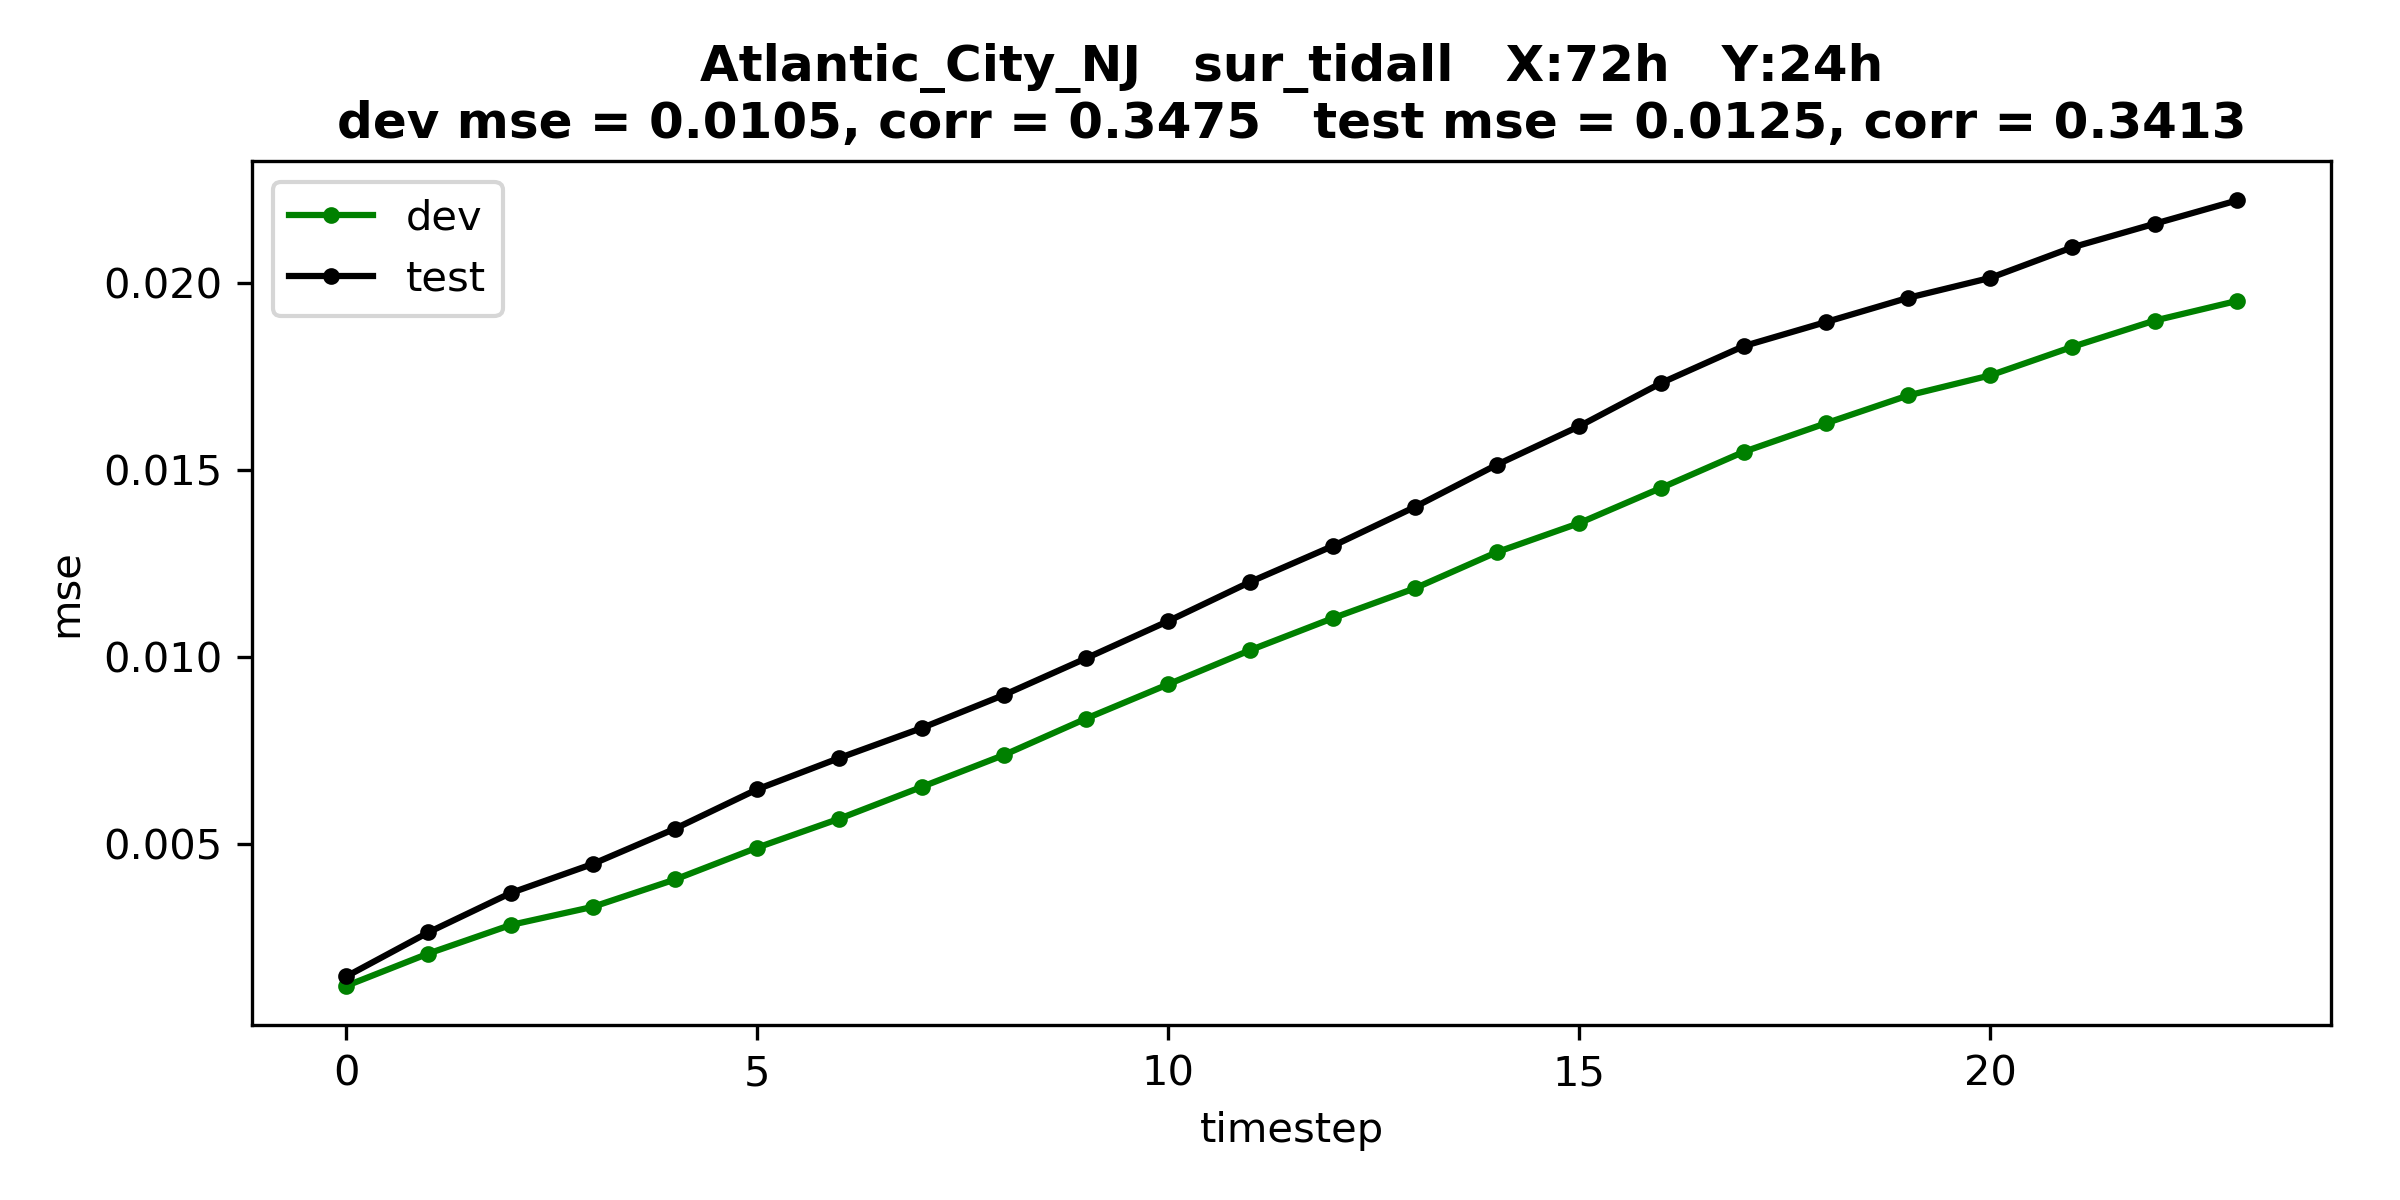 Atlantic_City_NJ   sur_tidall   X:72h   Y:24h
dev mse = 0.0105, corr = 0.3475   test mse = 0.0125, corr = 0.3413
dev
test
0.020
0.015
0.010
0.005
mse
0 5 10 15 20
timestep